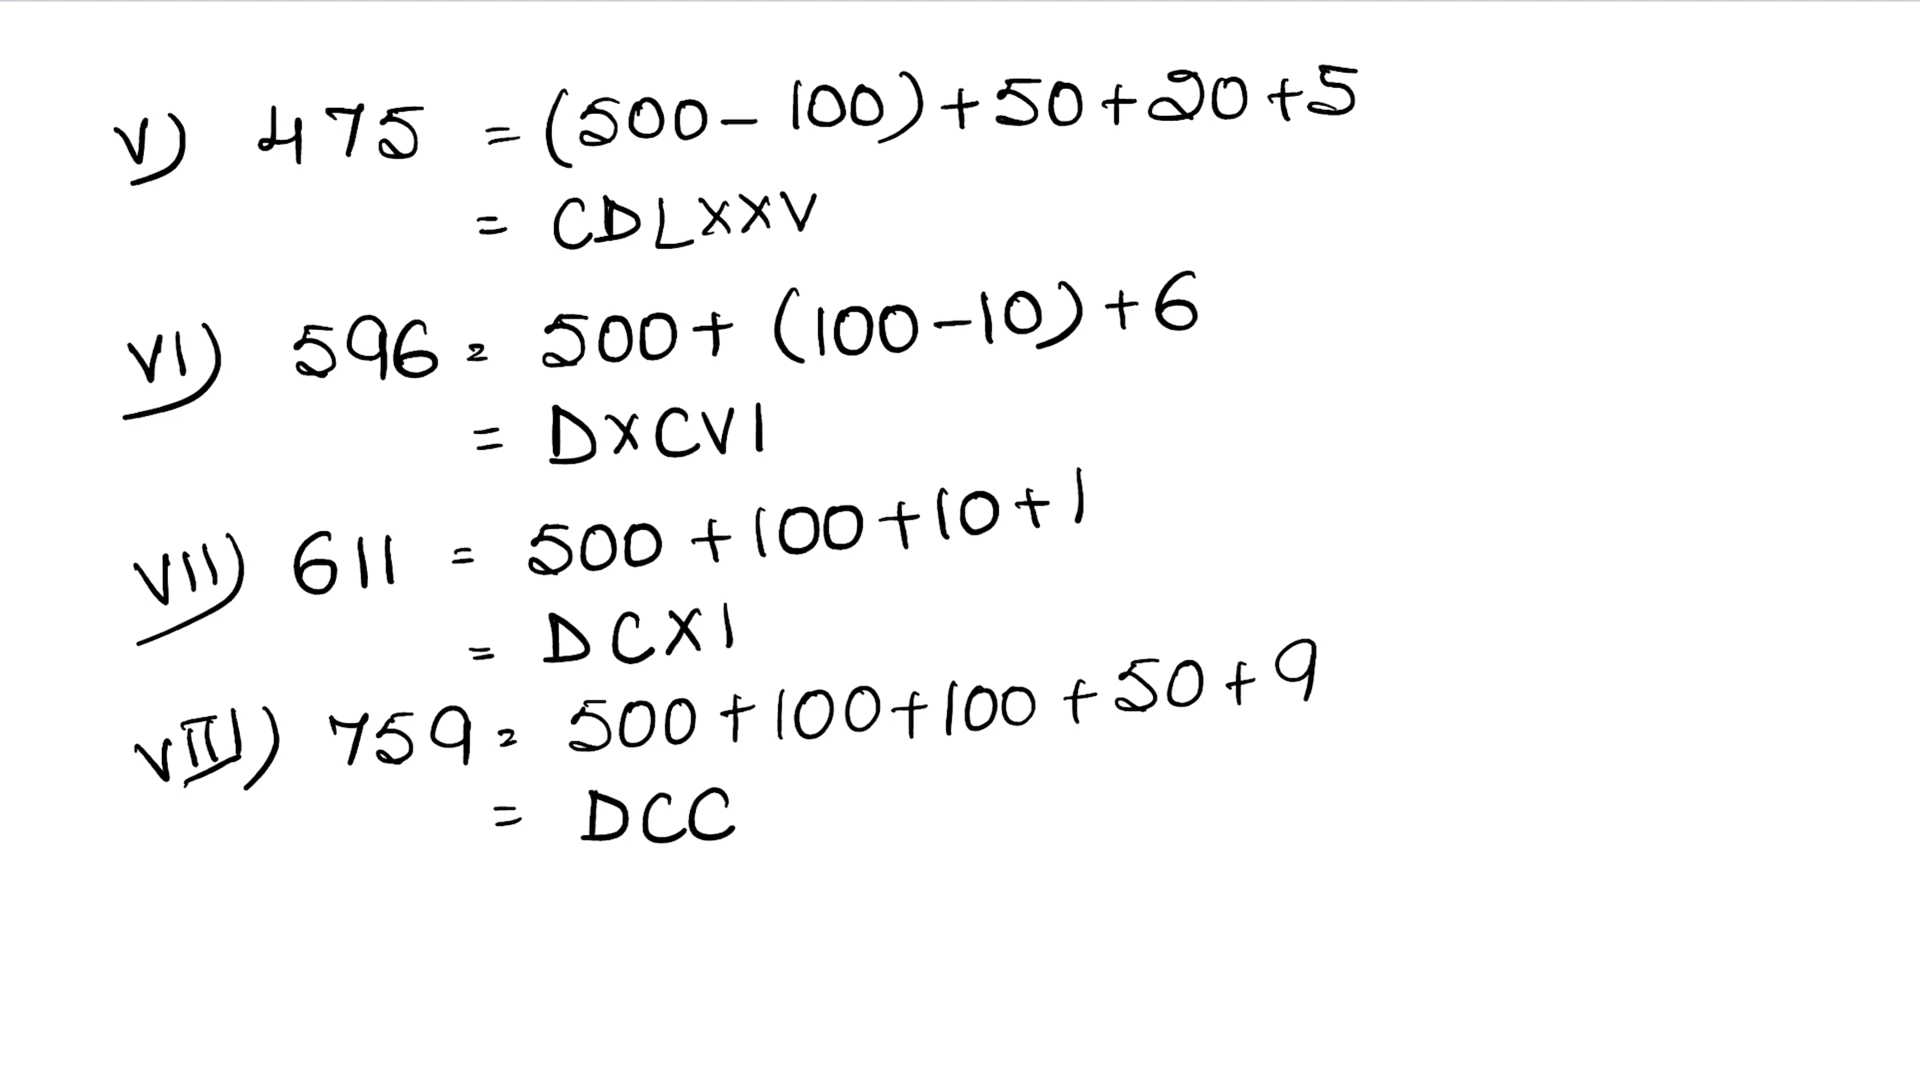 V) 475 = (500 - 100) + 50 + 20 + 5
= CDLXXV
VI) 596 = 500 + (100 - 10) + 6
= DXCVI
VII) 611 = 500 + 100 + 10 + 1
= DCXI
VIII) 759 = 500 + 100 + 100 + 50 + 9
= DCC